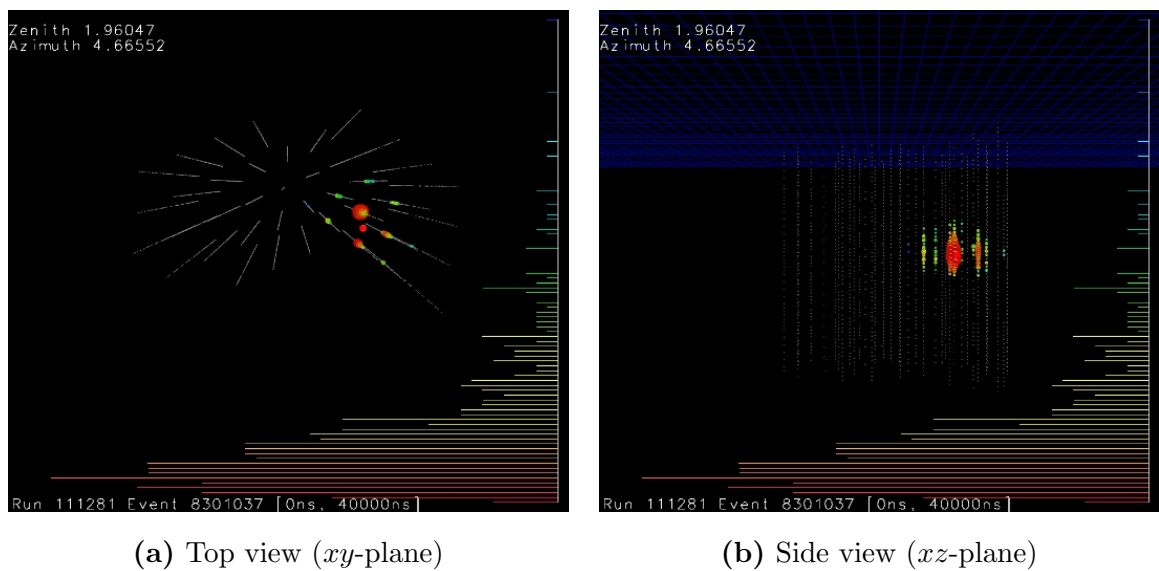 Zenith 1.96047
Azimuth 4.66552
Run 111281 Event 8301037 [0ns, 40000ns]
(a) Top view (xy-plane)
Zenith 1.96047
Azimuth 4.66552
Run 111281 Event 8301037 [0ns, 40000ns]
(b) Side view (xz-plane)